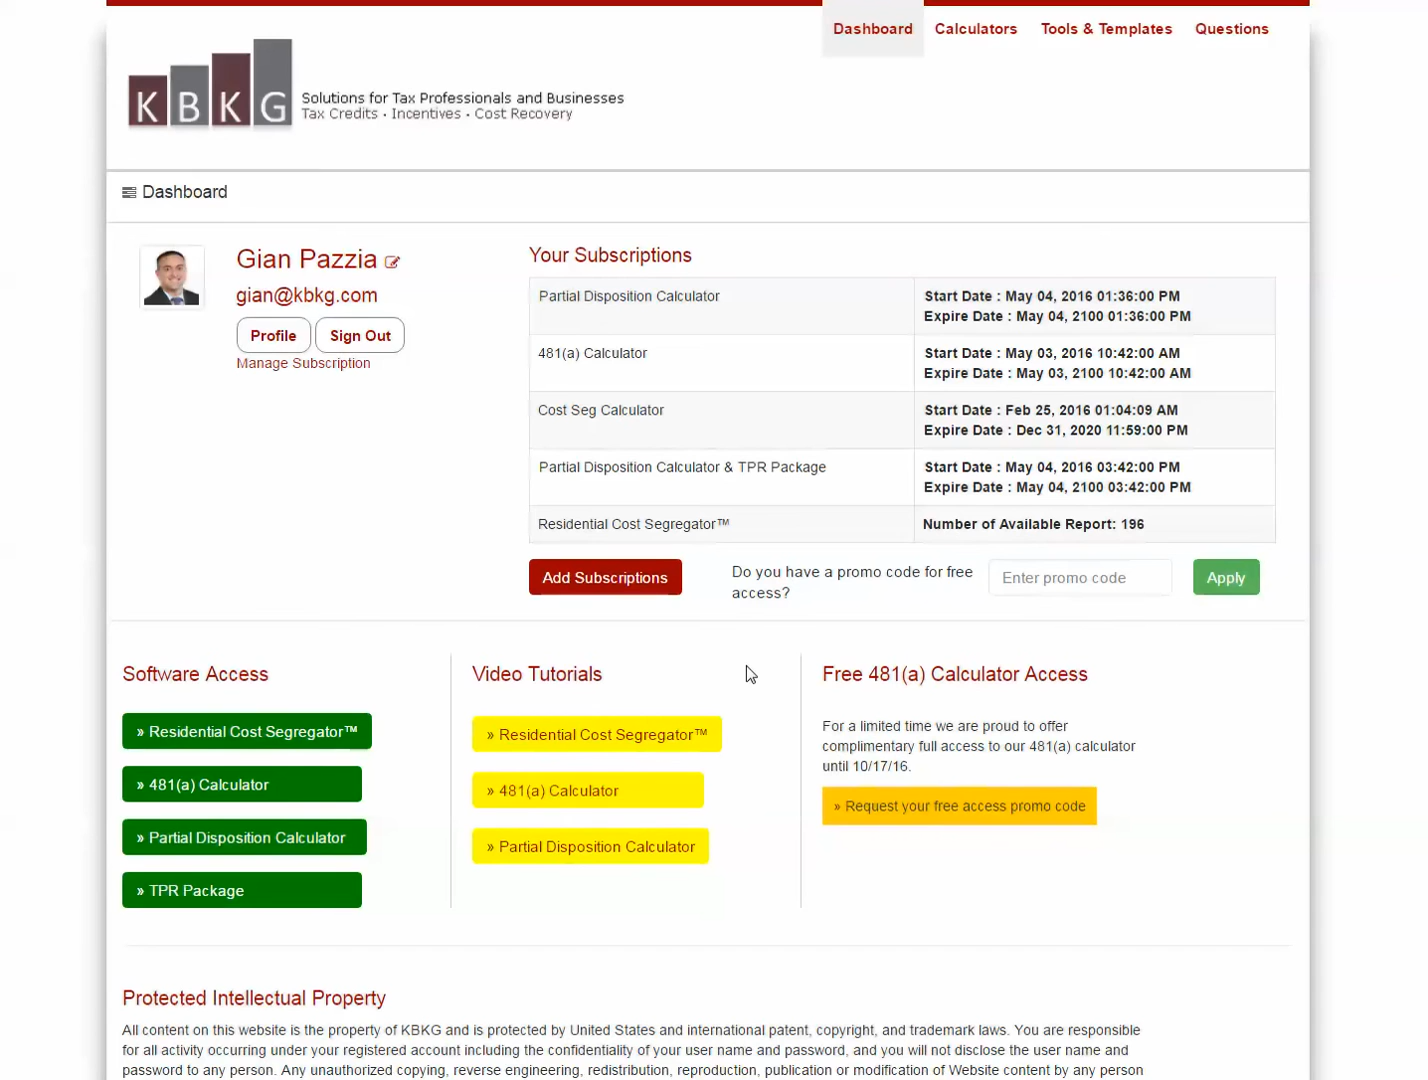 Dashboard
Calculators
Tools & Templates
Questions
KBKG
Solutions for Tax Professionals and Businesses
Tax Credits · Incentives · Cost Recovery
Dashboard
Gian Pazzia
gian@kbkg.com
Profile
Sign Out
Manage Subscription
Your Subscriptions
Partial Disposition Calculator
Start Date : May 04, 2016 01:36:00 PM
Expire Date : May 04, 2100 01:36:00 PM
481(a) Calculator
Start Date : May 03, 2016 10:42:00 AM
Expire Date : May 03, 2100 10:42:00 AM
Cost Seg Calculator
Start Date : Feb 25, 2016 01:04:09 AM
Expire Date : Dec 31, 2020 11:59:00 PM
Partial Disposition Calculator & TPR Package
Start Date : May 04, 2016 03:42:00 PM
Expire Date : May 04, 2100 03:42:00 PM
Residential Cost Segregator™
Number of Available Report: 196
Add Subscriptions
Do you have a promo code for free
access?
Enter promo code
Apply
Software Access
» Residential Cost Segregator™
» 481(a) Calculator
» Partial Disposition Calculator
» TPR Package
Video Tutorials
» Residential Cost Segregator™
» 481(a) Calculator
» Partial Disposition Calculator
Free 481(a) Calculator Access
For a limited time we are proud to offer
complimentary full access to our 481(a) calculator
until 10/17/16.
» Request your free access promo code
Protected Intellectual Property
All content on this website is the property of KBKG and is protected by United States and international patent, copyright, and trademark laws. You are responsible
for all activity occurring under your registered account including the confidentiality of your user name and password, and you will not disclose the user name and
password to any person. Any unauthorized copying, reverse engineering, redistribution, reproduction, publication or modification of Website content by any person